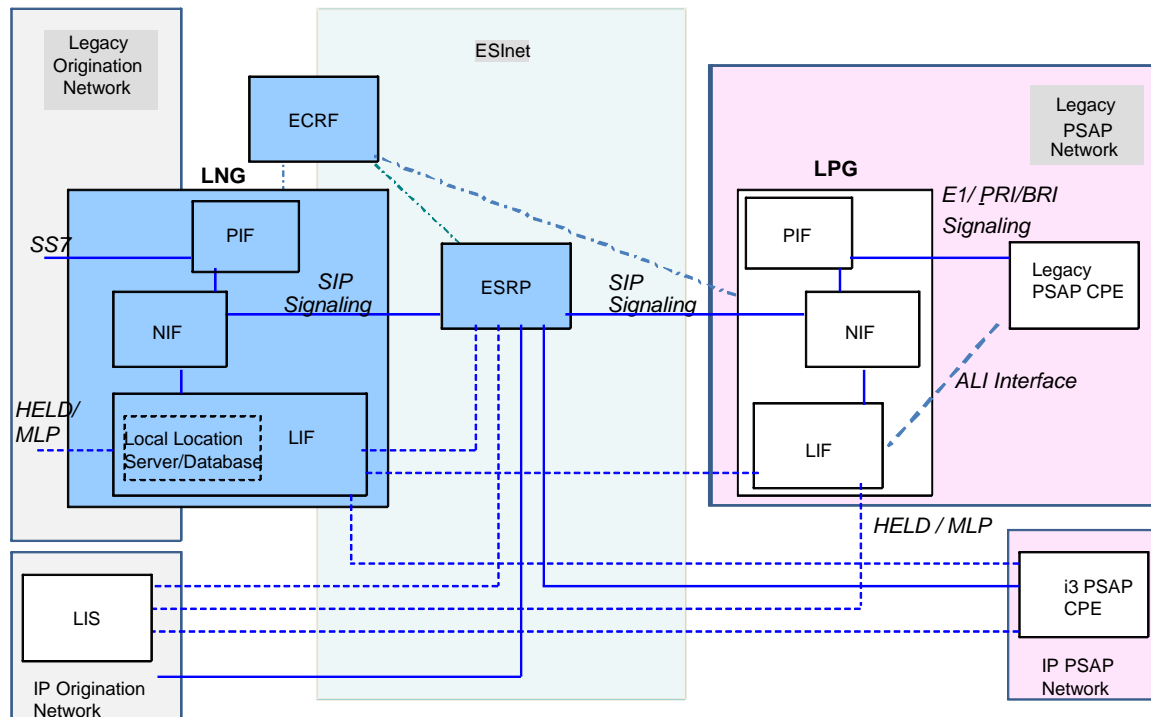 Legacy
Origination
Network
ESInet
ECRF
LNG
PIF
SS7
NIF
SIP
Signaling
HELD/
MLP
Local Location
Server/Database
LIF
ESRP
SIP
Signaling
LPG
PIF
NIF
LIF
E1/ PRI/BRI
Signaling
Legacy
PSAP
Network
Legacy
PSAP CPE
ALI Interface
HELD / MLP
LIS
IP Origination
Network
i3 PSAP
CPE
IP PSAP
Network